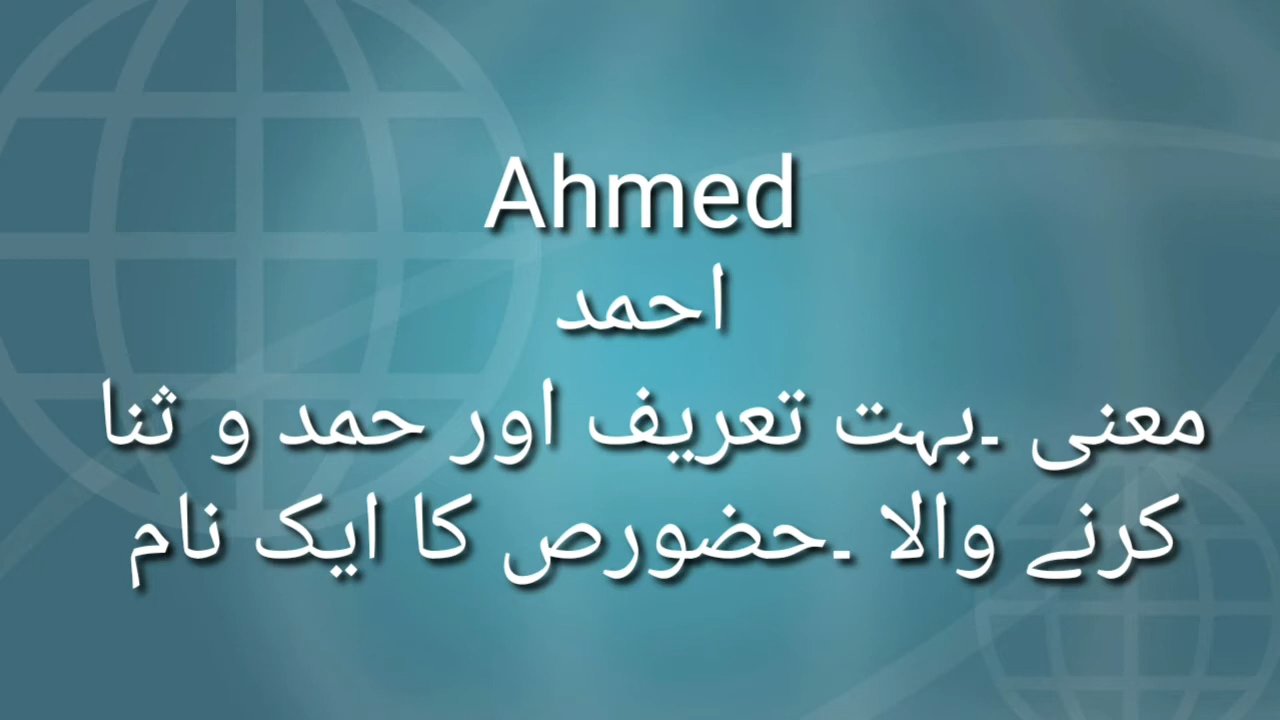 Ahmed
احمد
معنی ۔بہت تعریف اور حمد و ثنا
کرنے والا ۔حضورص کا ایک نام